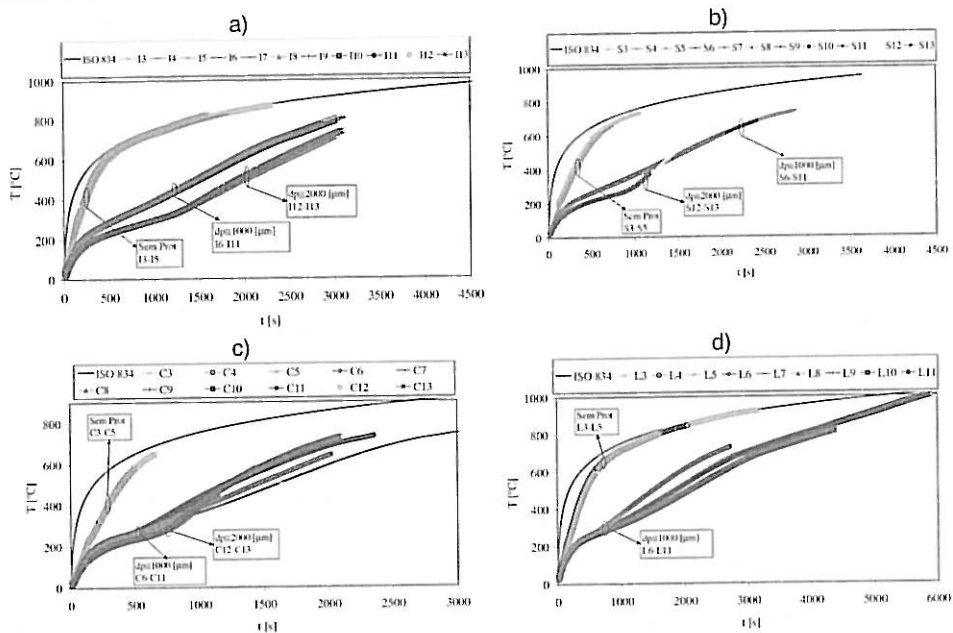 a)
ISO 834 I3 I4 I5 I6 I7 I8 I9 I10 I11 I12 I13
1000
800
600
400
200
0
T [°C]
dp=2000 [μm]
I12-I13
dp=1000 [μm]
I6-I11
Sem Prot
I3-I5
0 500 1000 1500 2000 2500 3000 3500 4000 4500
t [s]
b)
ISO 834 S3 S4 S5 S6 S7 S8 S9 S10 S11 S12 S13
1000
800
600
400
200
0
T [°C]
dp=1000 [μm]
S6-S11
dp=2000 [μm]
S12-S13
Sem Prot
S3-S5
0 500 1000 1500 2000 2500 3000 3500 4000 4500
t [s]
c)
ISO 834 C3 C4 C5 C6 C7
C8 C9 C10 C11 C12 C13
1000
800
600
400
200
0
T [°C]
Sem Prot
C3-C5
dp=2000 [μm]
C12-C13
dp=1000 [μm]
C6-C11
0 500 1000 1500 2000 2500 3000
t [s]
d)
ISO 834 L3 L4 L5 L6 L7 L8 L9 L10 L11
1000
800
600
400
200
0
T [°C]
Sem Prot
L3-L5
dp=1000 [μm]
L6-L11
0 1000 2000 3000 4000 5000 6000
t [s]